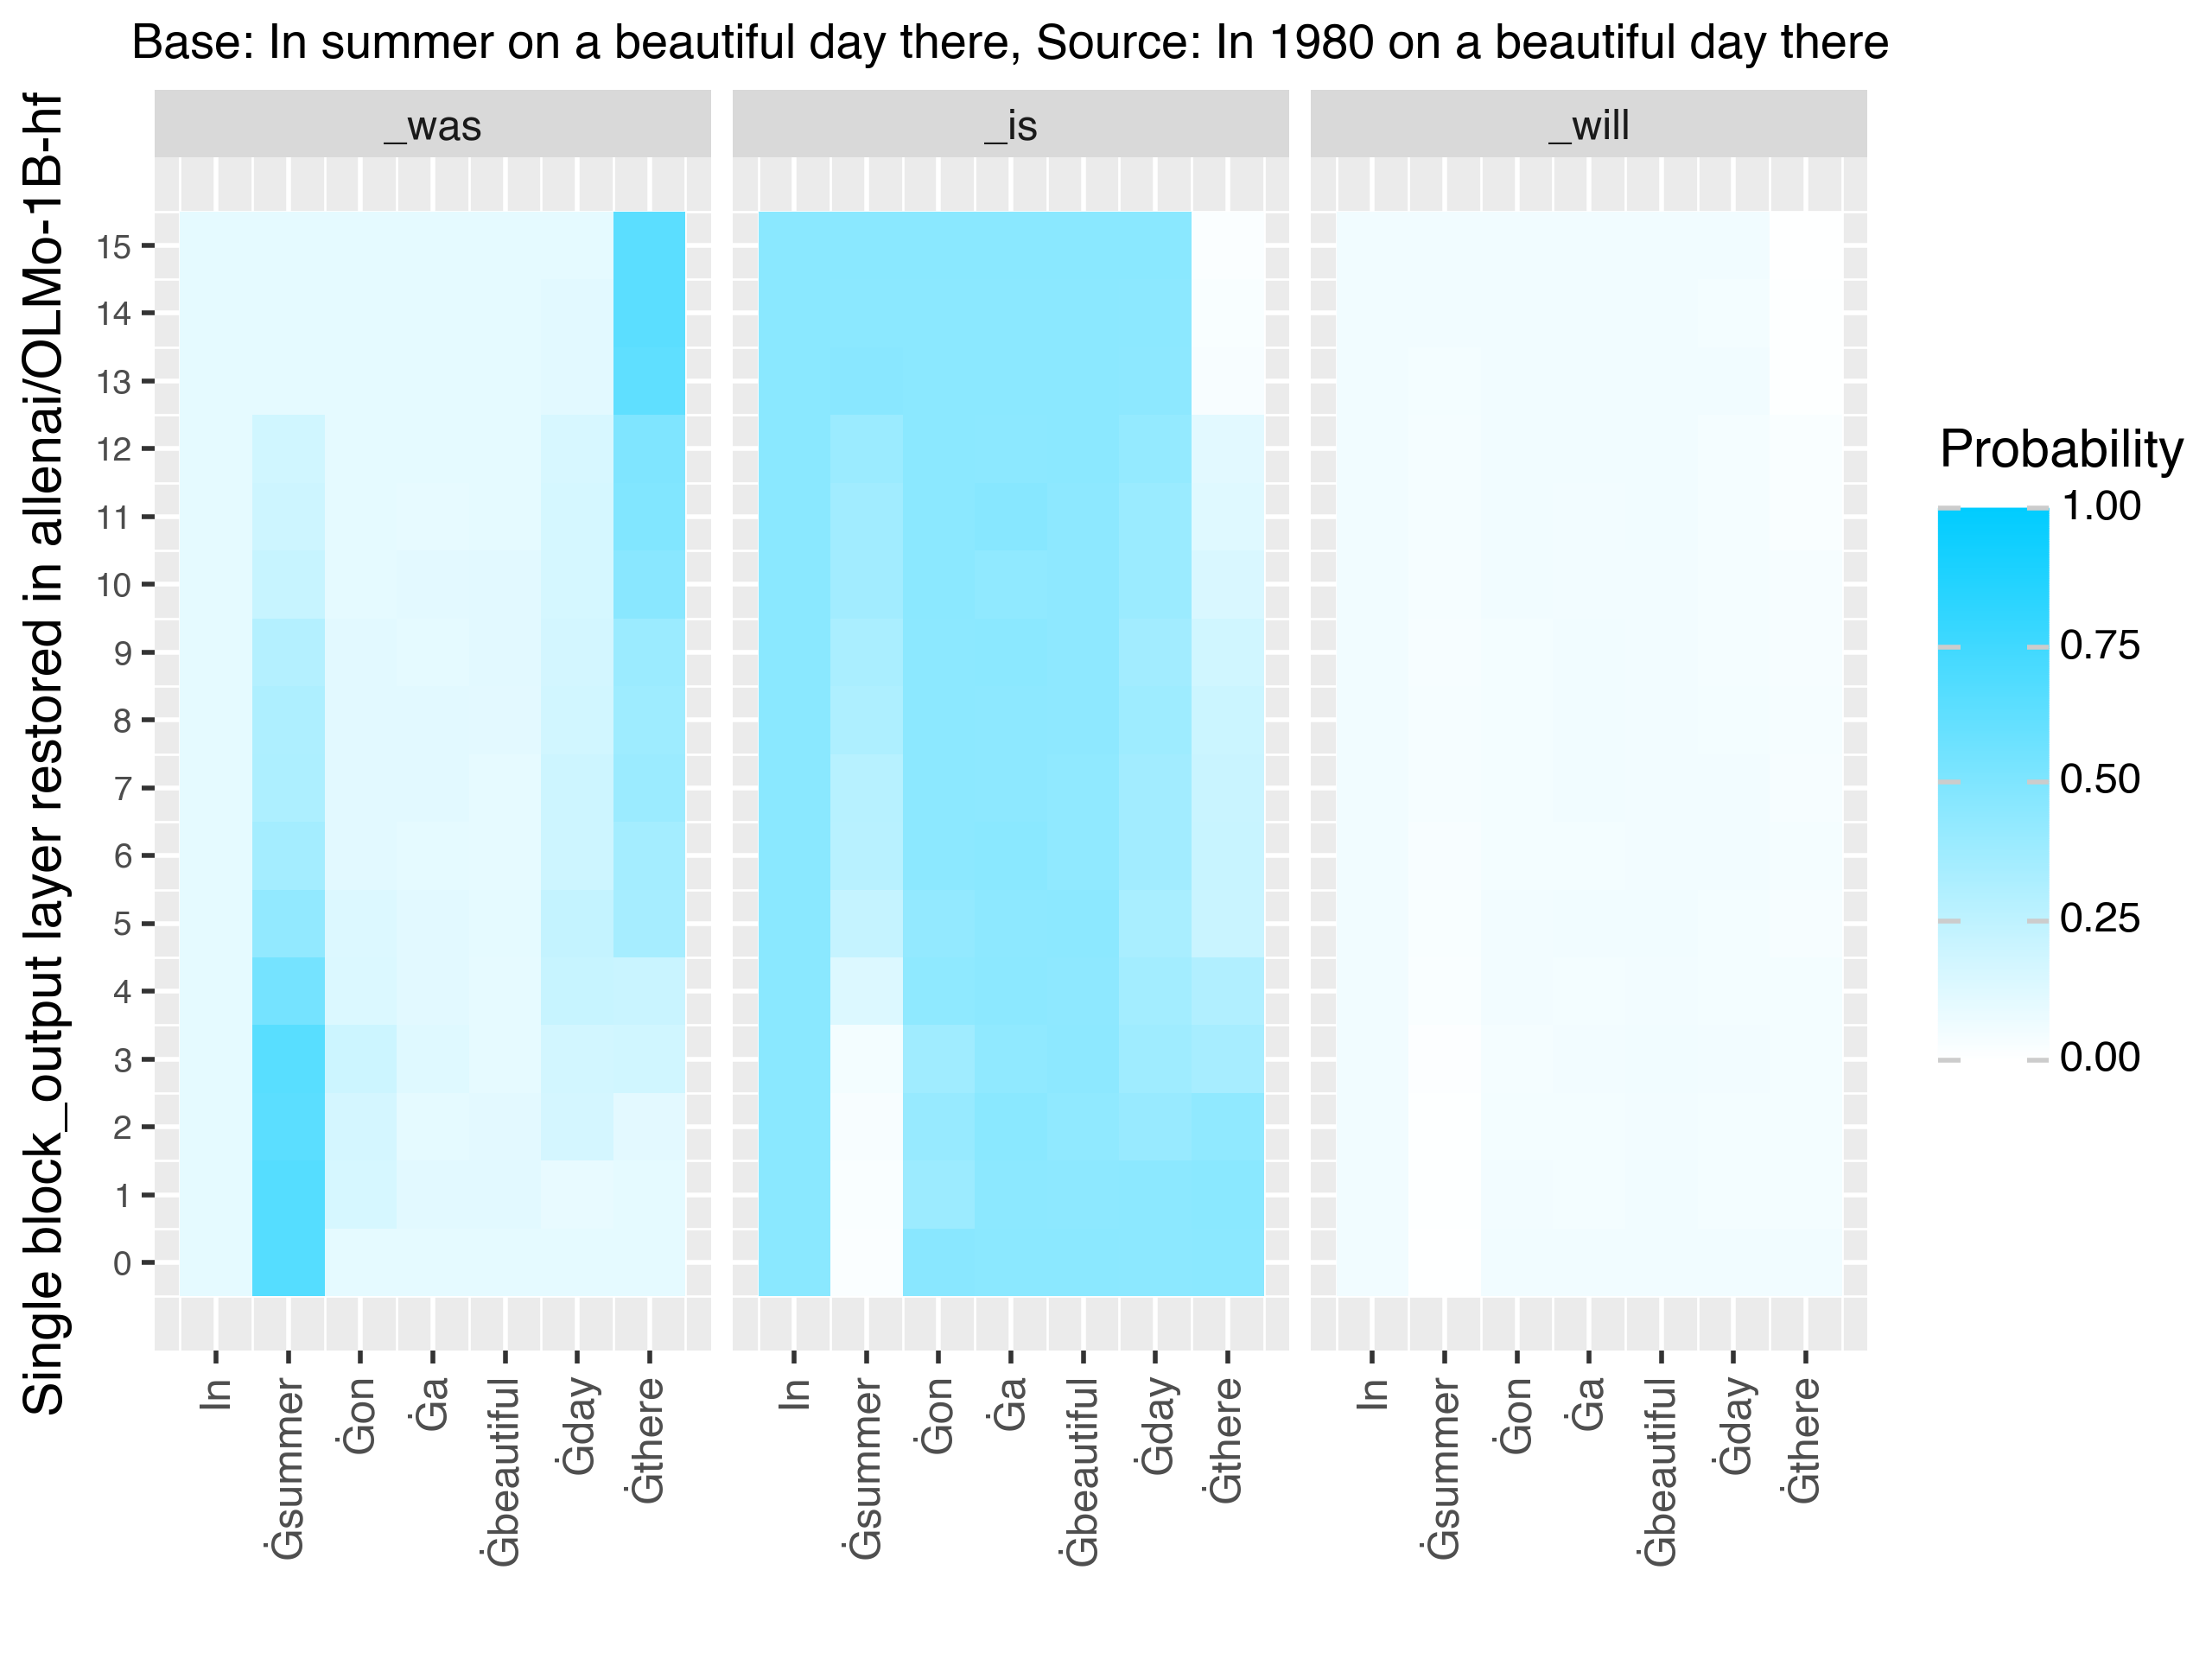 Base: In summer on a beautiful day there, Source: In 1980 on a beautiful day there
Single block_output layer restored in allenai/OLMo-1B-hf
_was
_is
_will
15
14
13
12
11
10
9
8
7
6
5
4
3
2
1
0
In
Ġsummer
Ġon
Ġa
Ġbeautiful
Ġday
Ġthere
In
Ġsummer
Ġon
Ġa
Ġbeautiful
Ġday
Ġthere
In
Ġsummer
Ġon
Ġa
Ġbeautiful
Ġday
Ġthere
Probability
1.00
0.75
0.50
0.25
0.00